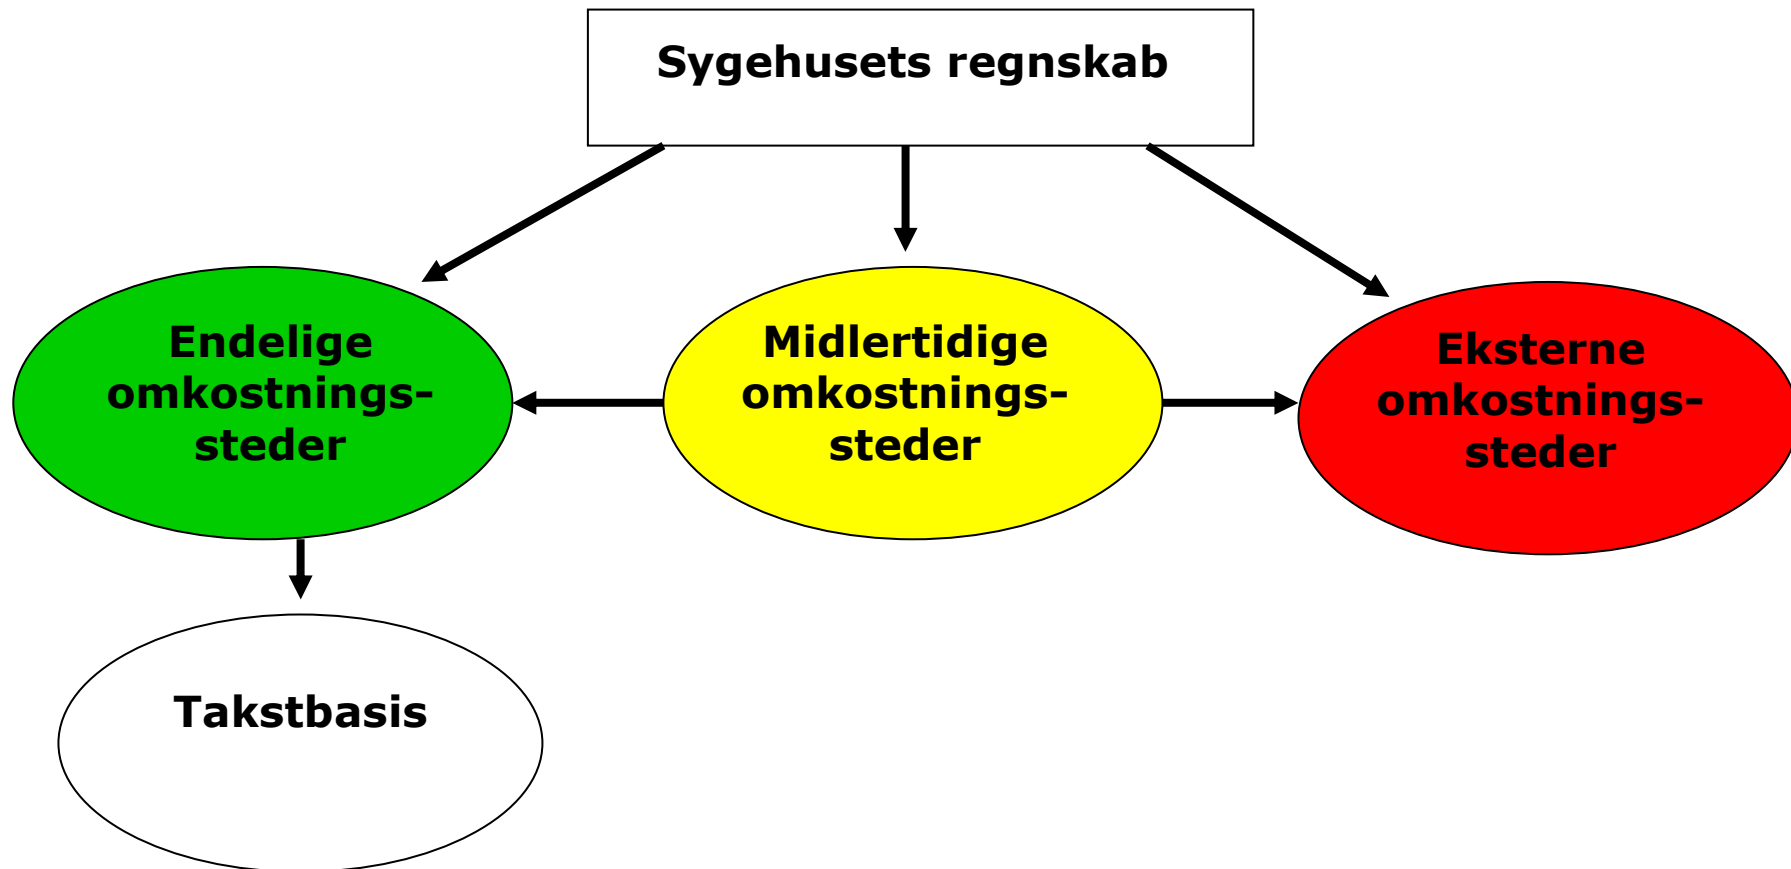 Sygehusets regnskab
Endelige
omkostnings-
steder
Midlertidige
omkostnings-
steder
Eksterne
omkostnings-
steder
Takstbasis